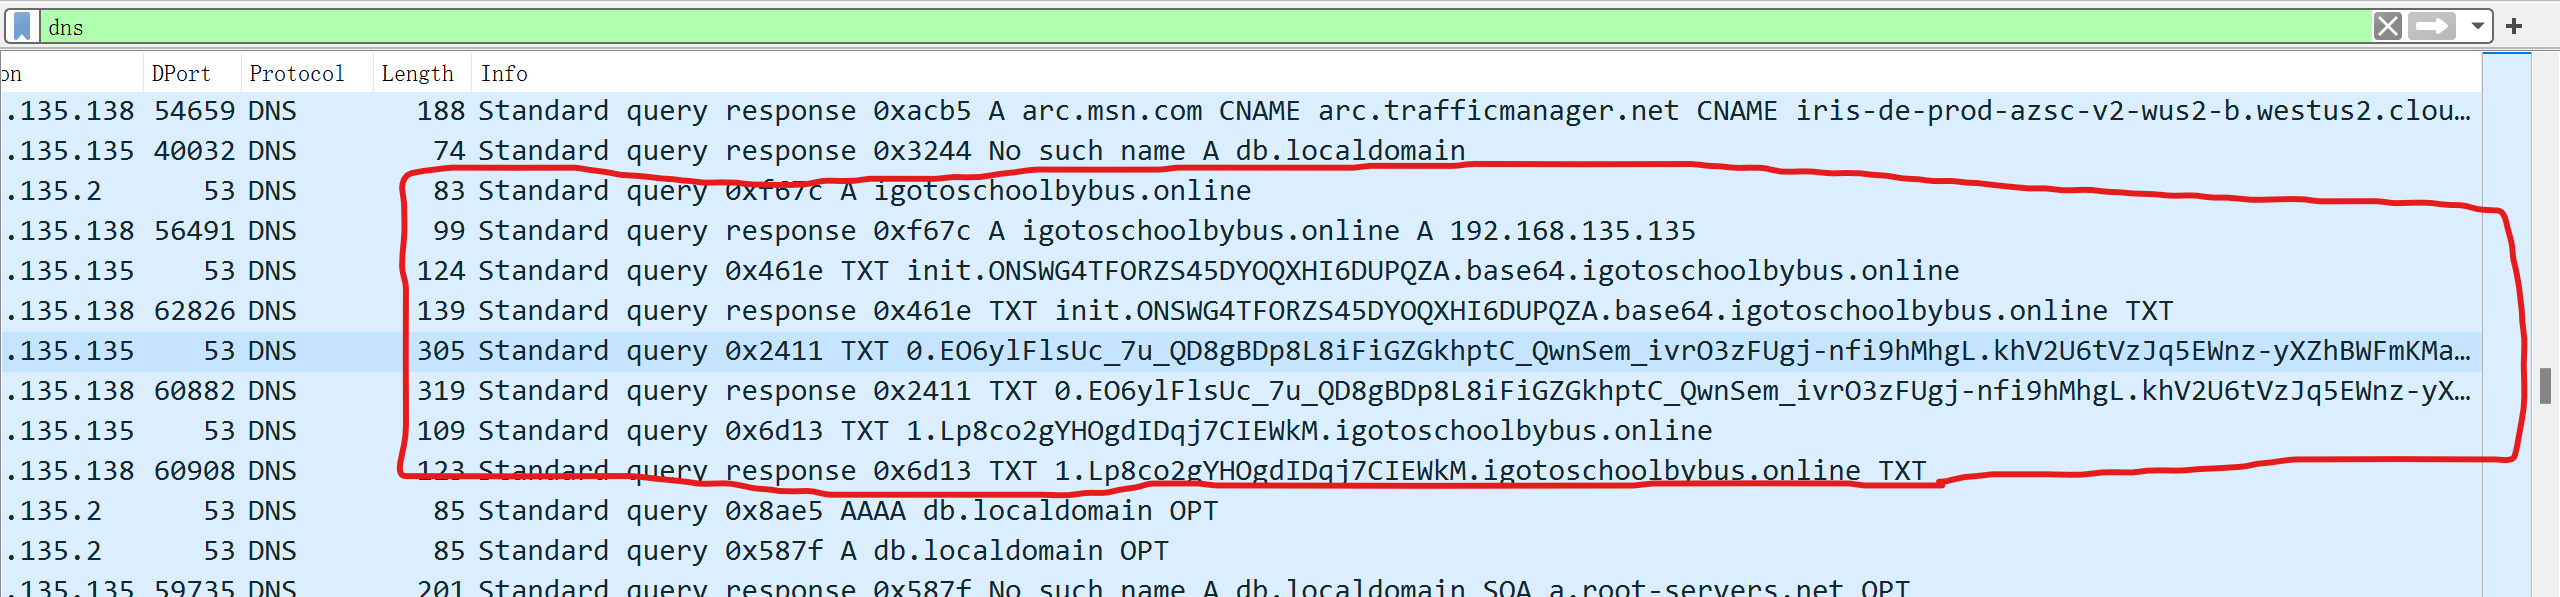 dns
on DPort Protocol Length Info
.135.138 54659 DNS 188 Standard query response 0xacb5 A arc.msn.com CNAME arc.trafficmanager.net CNAME iris-de-prod-azsc-v2-wus2-b.westus2.clou…
.135.135 40032 DNS 74 Standard query response 0x3244 No such name A db.localdomain
.135.2 53 DNS 83 Standard query 0xf67c A igotoschoolbybus.online
.135.138 56491 DNS 99 Standard query response 0xf67c A igotoschoolbybus.online A 192.168.135.135
.135.135 53 DNS 124 Standard query 0x461e TXT init.ONSWG4TFORZS45DYOQXHI6DUPQZA.base64.igotoschoolbybus.online
.135.138 62826 DNS 139 Standard query response 0x461e TXT init.ONSWG4TFORZS45DYOQXHI6DUPQZA.base64.igotoschoolbybus.online TXT
.135.135 53 DNS 305 Standard query 0x2411 TXT 0.EO6ylFlsUc_7u_QD8gBDp8L8iFiGZGkhptC_QwnSem_ivrO3zFUgj-nfi9hMhgL.khV2U6tVzJq5EWnz-yXZhBWFmKMa…
.135.138 60882 DNS 319 Standard query response 0x2411 TXT 0.EO6ylFlsUc_7u_QD8gBDp8L8iFiGZGkhptC_QwnSem_ivrO3zFUgj-nfi9hMhgL.khV2U6tVzJq5EWnz-yX…
.135.135 53 DNS 109 Standard query 0x6d13 TXT 1.Lp8co2gYHOgdIDqj7CIEWkM.igotoschoolbybus.online
.135.138 60908 DNS 123 Standard query response 0x6d13 TXT 1.Lp8co2gYHOgdIDqj7CIEWkM.igotoschoolbybus.online TXT
.135.2 53 DNS 85 Standard query 0x8ae5 AAAA db.localdomain OPT
.135.2 53 DNS 85 Standard query 0x587f A db.localdomain OPT
.135.135 59735 DNS 201 Standard query response 0x587f No such name A db.localdomain SOA a.root-servers.net OPT